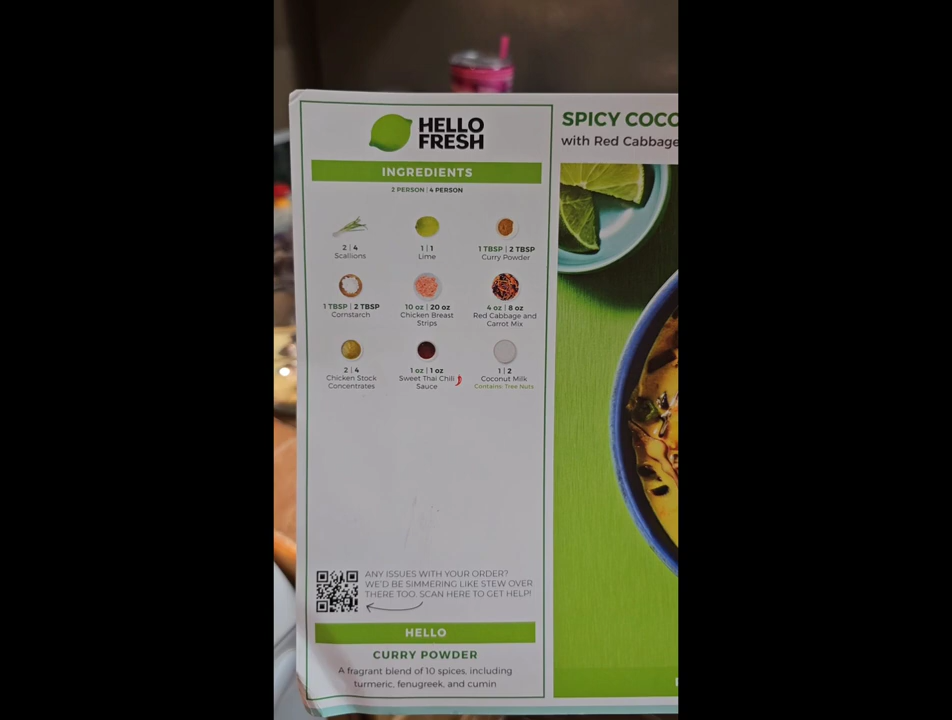 HELLO
FRESH
INGREDIENTS
2 PERSON | 4 PERSON
2 | 4
Scallions
1 | 1
Lime
1 TBSP | 2 TBSP
Curry Powder
1 TBSP | 2 TBSP
Cornstarch
10 oz | 20 oz
Chicken Breast
Strips
4 oz | 8 oz
Red Cabbage and
Carrot Mix
2 | 4
Chicken Stock
Concentrates
1 oz | 1 oz
Sweet Thai Chili
Sauce
1 | 2
Coconut Milk
Contains: Tree Nuts
ANY ISSUES WITH YOUR ORDER?
WE'D BE SIMMERING LIKE STEW OVER
THERE TOO. SCAN HERE TO GET HELP!
HELLO
CURRY POWDER
A fragrant blend of 10 spices, including
turmeric, fenugreek, and cumin
SPICY COCO
with Red Cabbage